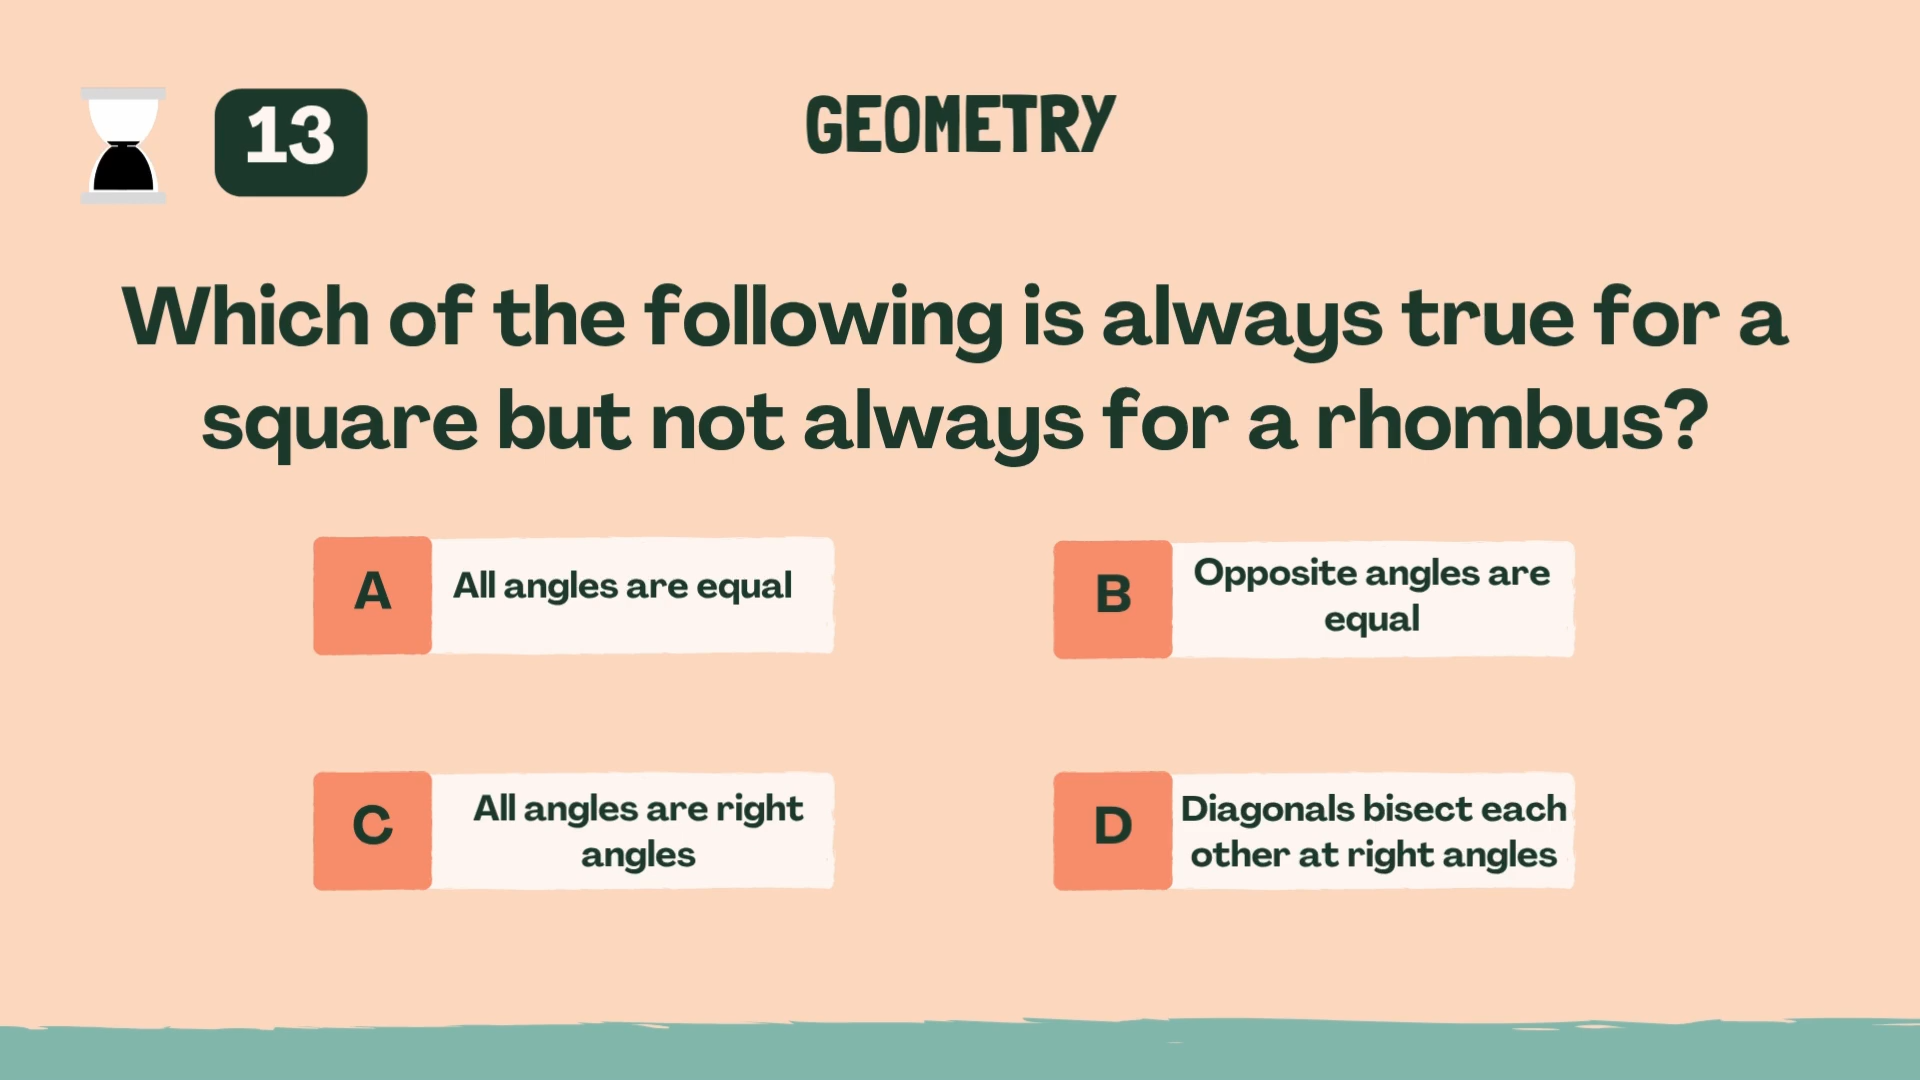 13
GEOMETRY
Which of the following is always true for a
square but not always for a rhombus?
A
All angles are equal
B
Opposite angles are
equal
C
All angles are right
angles
D
Diagonals bisect each
other at right angles